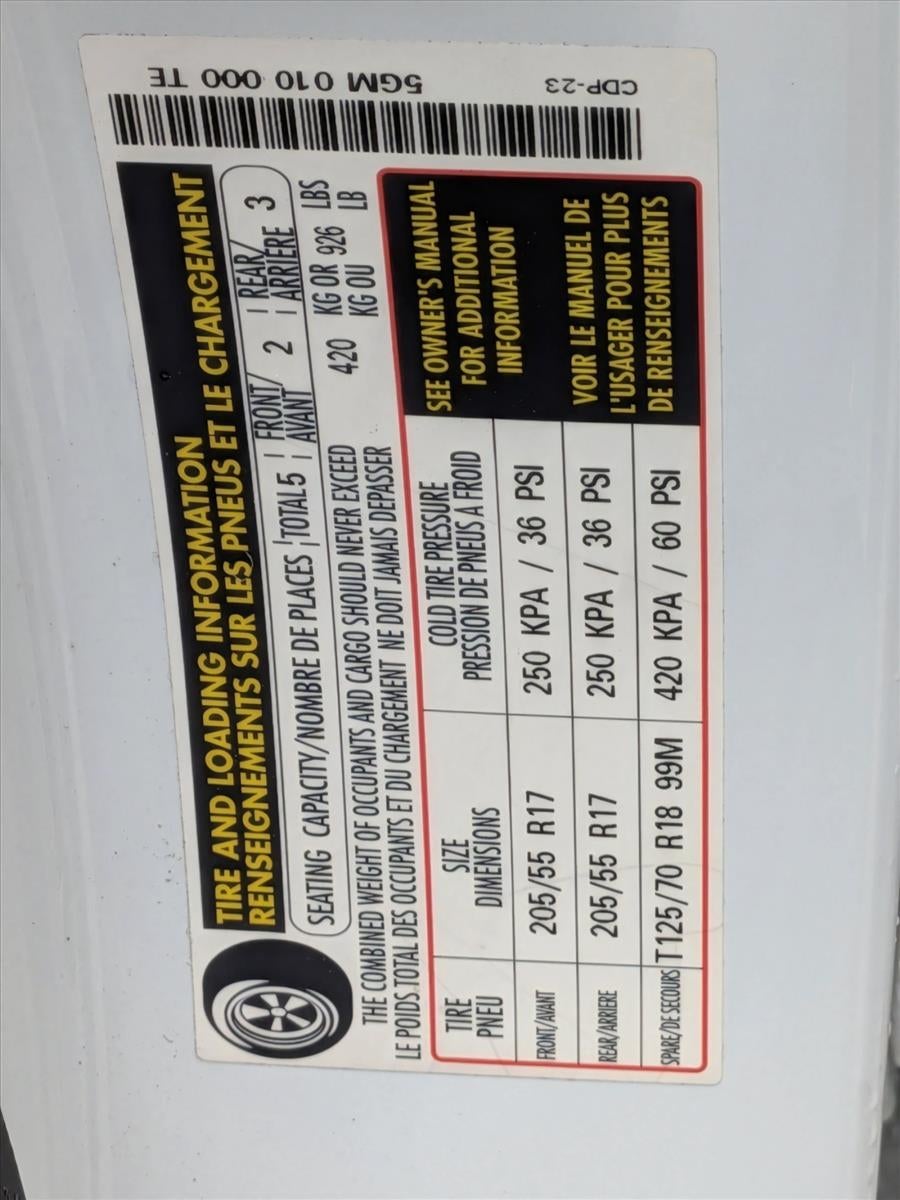 TIRE AND LOADING INFORMATION
RENSEIGNEMENTS SUR LES PNEUS ET LE CHARGEMENT
SEATING CAPACITY/NOMBRE DE PLACES | TOTAL 5 | FRONT/ AVANT 2 | REAR/ ARRIÈRE 3
THE COMBINED WEIGHT OF OCCUPANTS AND CARGO SHOULD NEVER EXCEED 420 KG OR 926 LBS
LE POIDS TOTAL DES OCCUPANTS ET DU CHARGEMENT NE DOIT JAMAIS DEPASSER KG OU LB
TIRE SIZE COLD TIRE PRESSURE
PNEU DIMENSIONS PRESSION DE PNEUS A FROID
FRONT/AVANT 205/55 R17 250 KPA / 36 PSI
REAR/ARRIERE 205/55 R17 250 KPA / 36 PSI
SPARE/DE SECOURS T125/70 R18 99M 420 KPA / 60 PSI
SEE OWNER'S MANUAL
FOR ADDITIONAL
INFORMATION
VOIR LE MANUEL DE
L'USAGER POUR PLUS
DE RENSEIGNEMENTS
5GM 010 000 TE
CDP-23